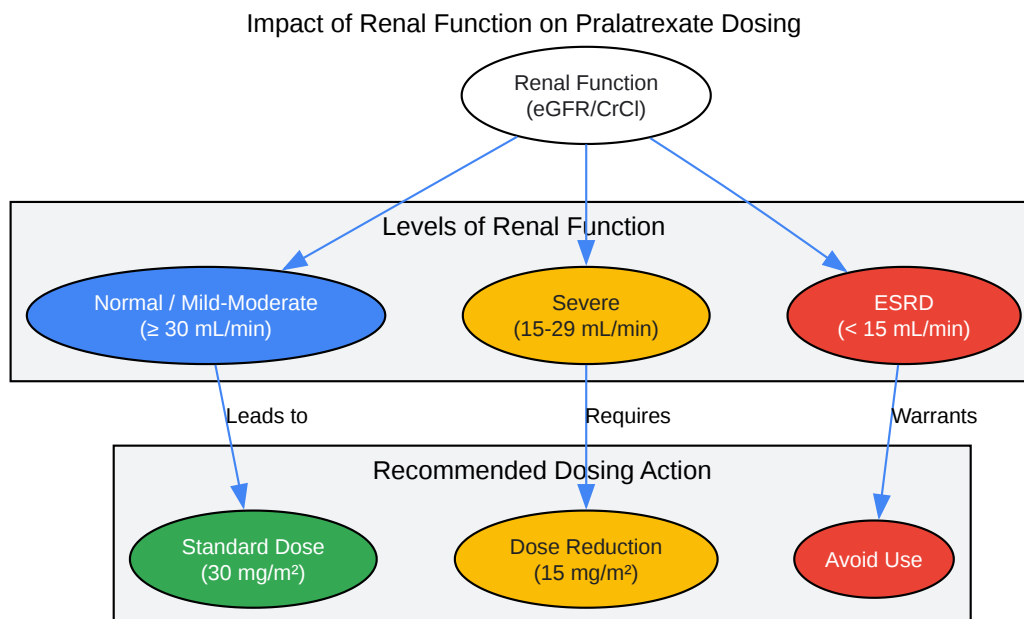 Impact of Renal Function on Pralatrexate Dosing
Renal Function
(eGFR/CrCl)
Levels of Renal Function
Normal / Mild-Moderate
(≥ 30 mL/min)
Severe
(15-29 mL/min)
ESRD
(< 15 mL/min)
Leads to
Requires
Warrants
Recommended Dosing Action
Standard Dose
(30 mg/m²)
Dose Reduction
(15 mg/m²)
Avoid Use